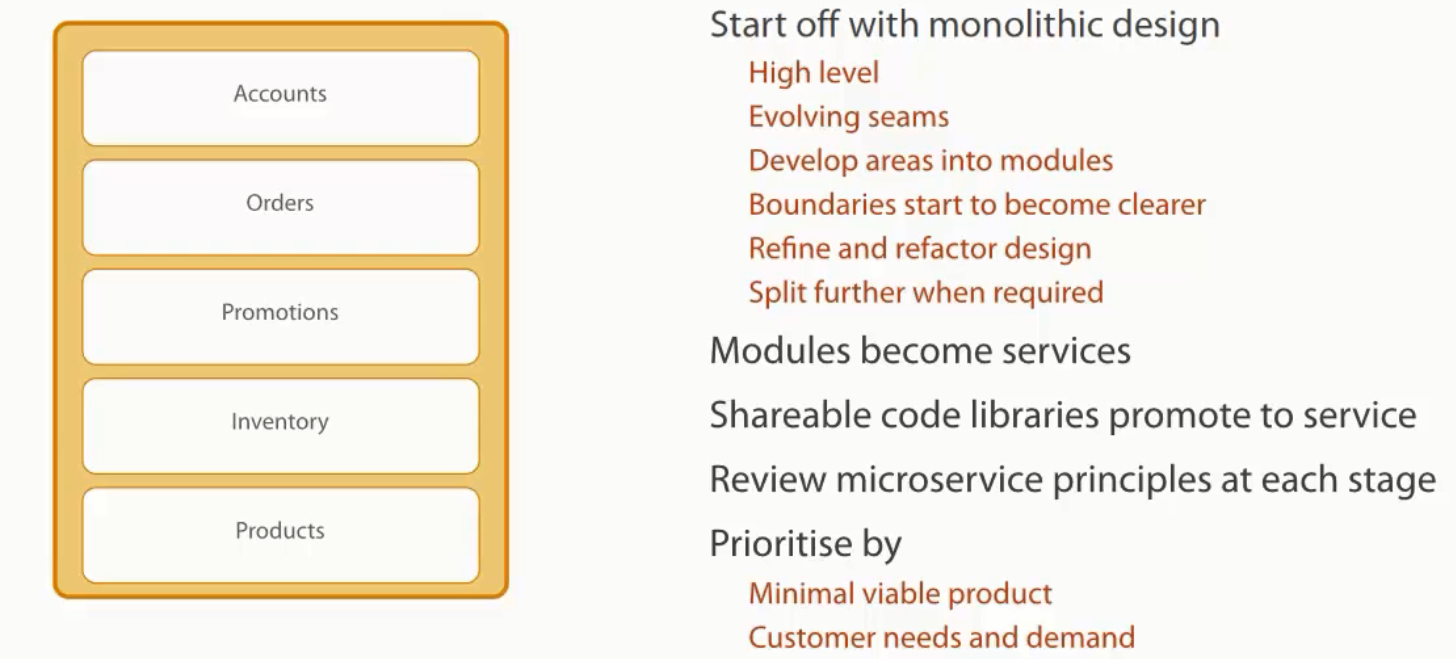 Accounts
Orders
Promotions
Inventory
Products
Start off with monolithic design
High level
Evolving seams
Develop areas into modules
Boundaries start to become clearer
Refine and refactor design
Split further when required
Modules become services
Shareable code libraries promote to service
Review microservice principles at each stage
Prioritise by
Minimal viable product
Customer needs and demand